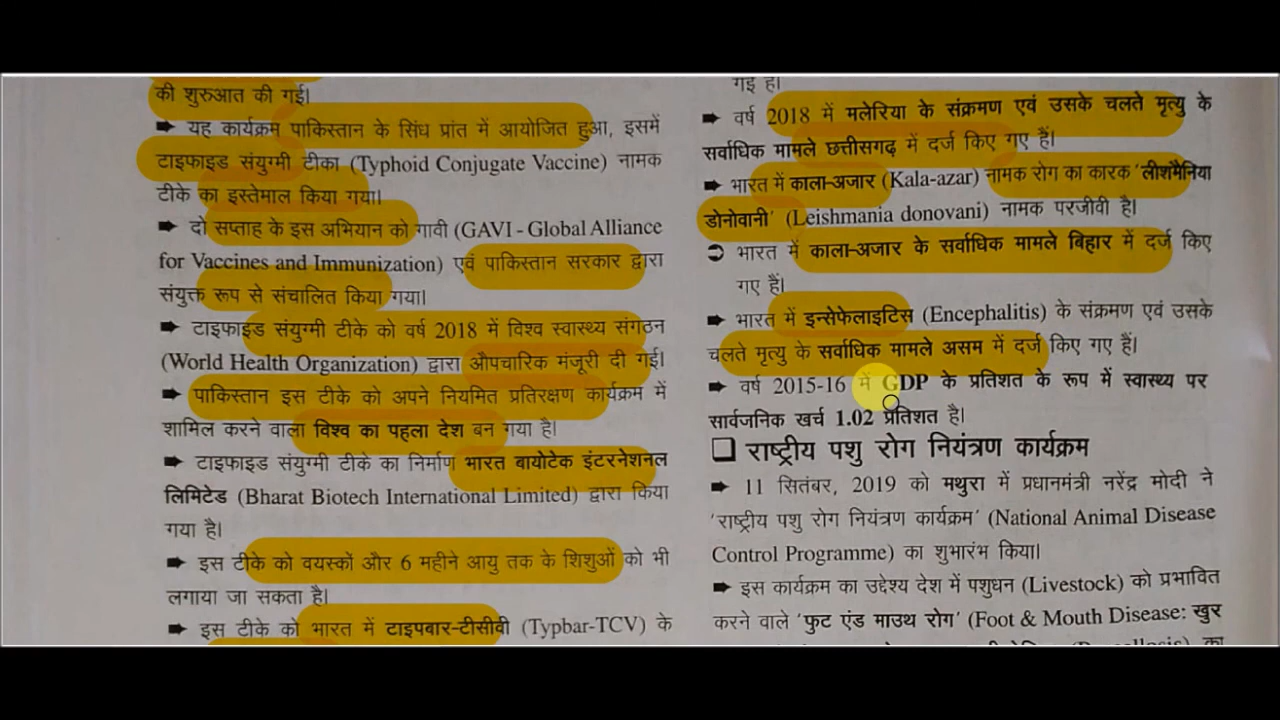 की शुरुआत की गई।
➡ यह कार्यक्रम पाकिस्तान के सिंध प्रांत में आयोजित हुआ, इसमें
टाइफाइड संयुग्मी टीका (Typhoid Conjugate Vaccine) नामक
टीके का इस्तेमाल किया गया।
➡ दो सप्ताह के इस अभियान को गावी (GAVI - Global Alliance
for Vaccines and Immunization) एवं पाकिस्तान सरकार द्वारा
संयुक्त रूप से संचालित किया गया।
➡ टाइफाइड संयुग्मी टीके को वर्ष 2018 में विश्व स्वास्थ्य संगठन
(World Health Organization) द्वारा औपचारिक मंजूरी दी गई।
➡ पाकिस्तान इस टीके को अपने नियमित प्रतिरक्षण कार्यक्रम में
शामिल करने वाला विश्व का पहला देश बन गया है।
➡ टाइफाइड संयुग्मी टीके का निर्माण भारत बायोटेक इंटरनेशनल
लिमिटेड (Bharat Biotech International Limited) द्वारा किया
गया है।
➡ इस टीके को वयस्कों और 6 महीने आयु तक के शिशुओं को भी
लगाया जा सकता है।
➡ इस टीके को भारत में टाइपबार-टीसीवी (Typbar-TCV) के
गई है।
➡ वर्ष 2018 में मलेरिया के संक्रमण एवं उसके चलते मृत्यु के
सर्वाधिक मामले छत्तीसगढ़ में दर्ज किए गए हैं।
➡ भारत में काला-अजार (Kala-azar) नामक रोग का कारक 'लीशमैनिया
डोनोवानी' (Leishmania donovani) नामक परजीवी है।
➲ भारत में काला-अजार के सर्वाधिक मामले बिहार में दर्ज किए
गए हैं।
➡ भारत में इन्सेफेलाइटिस (Encephalitis) के संक्रमण एवं उसके
चलते मृत्यु के सर्वाधिक मामले असम में दर्ज किए गए हैं।
➡ वर्ष 2015-16 में GDP के प्रतिशत के रूप में स्वास्थ्य पर
सार्वजनिक खर्च 1.02 प्रतिशत है।
❑ राष्ट्रीय पशु रोग नियंत्रण कार्यक्रम
➡ 11 सितंबर, 2019 को मथुरा में प्रधानमंत्री नरेंद्र मोदी ने
'राष्ट्रीय पशु रोग नियंत्रण कार्यक्रम' (National Animal Disease
Control Programme) का शुभारंभ किया।
➡ इस कार्यक्रम का उद्देश्य देश में पशुधन (Livestock) को प्रभावित
करने वाले 'फुट एंड माउथ रोग' (Foot & Mouth Disease: खुर